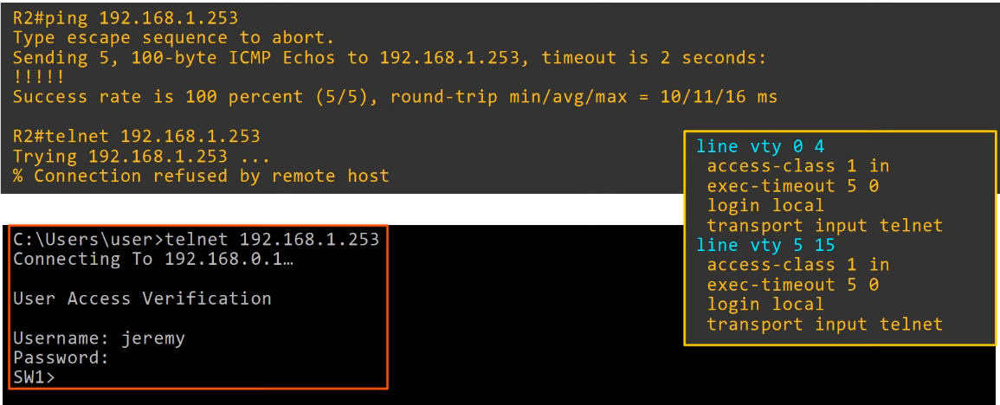 R2#ping 192.168.1.253
Type escape sequence to abort.
Sending 5, 100-byte ICMP Echos to 192.168.1.253, timeout is 2 seconds:
!!!!!
Success rate is 100 percent (5/5), round-trip min/avg/max = 10/11/16 ms
R2#telnet 192.168.1.253
Trying 192.168.1.253 ...
% Connection refused by remote host
line vty 0 4
access-class 1 in
exec-timeout 5 0
login local
transport input telnet
line vty 5 15
access-class 1 in
exec-timeout 5 0
login local
transport input telnet
C:\Users\user>telnet 192.168.1.253
Connecting To 192.168.0.1…
User Access Verification
Username: jeremy
Password:
SW1>